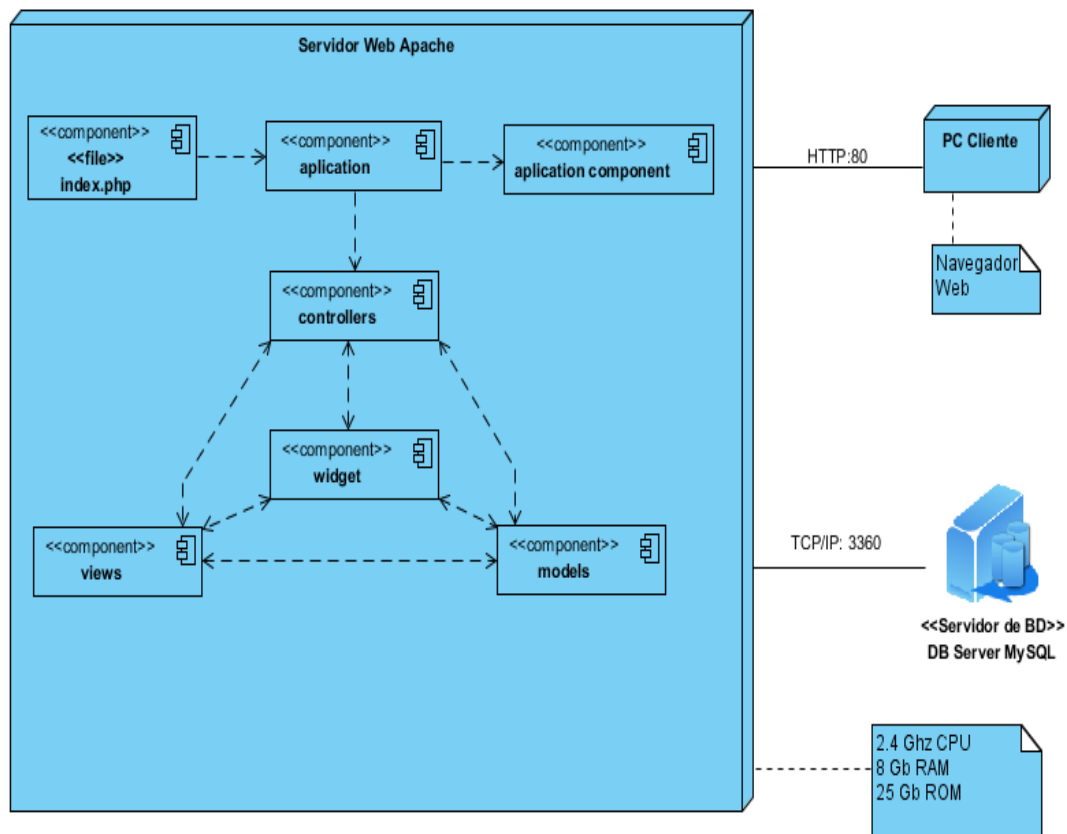 Servidor Web Apache
<<component>>
<<file>>
index.php
<<component>>
aplication
<<component>>
aplication component
HTTP:80
PC Cliente
Navegador
Web
<<component>>
controllers
<<component>>
widget
<<component>>
views
<<component>>
models
TCP/IP: 3360
<<Servidor de BD>>
DB Server MySQL
2.4 Ghz CPU
8 Gb RAM
25 Gb ROM